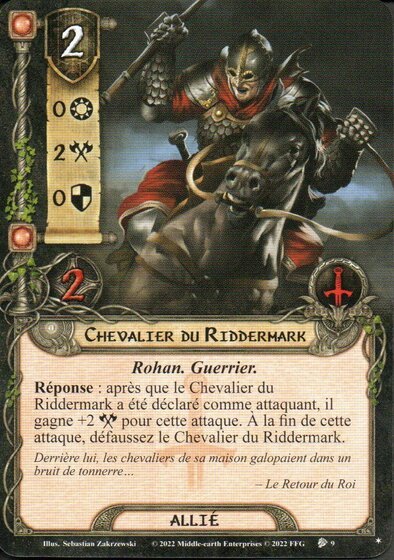 2
0
2
0
2
Chevalier du Riddermark
Rohan. Guerrier.
Réponse : après que le Chevalier du
Riddermark a été déclaré comme attaquant, il
gagne +2 pour cette attaque. À la fin de cette
attaque, défaussez le Chevalier du Riddermark.
Derrière lui, les chevaliers de sa maison galopaient dans un
bruit de tonnerre…
– Le Retour du Roi
Allié
Illus. Sebastian Zakrzewski © 2022 Middle-earth Enterprises © 2022 FFG 9